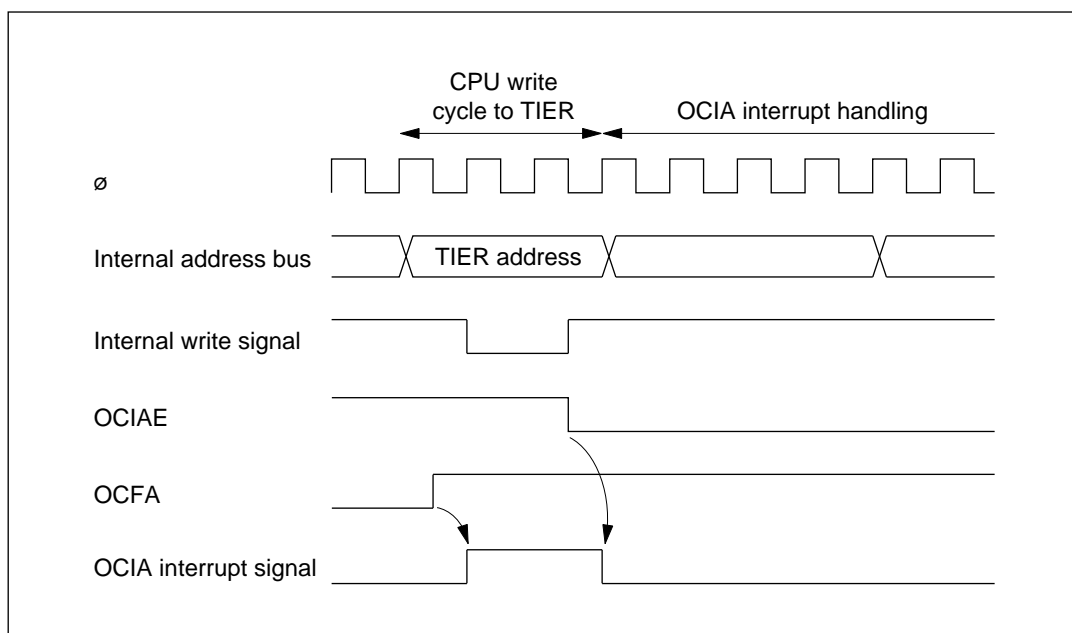 CPU write
cycle to TIER
OCIA interrupt handling
ø
Internal address bus
TIER address
Internal write signal
OCIAE
OCFA
OCIA interrupt signal